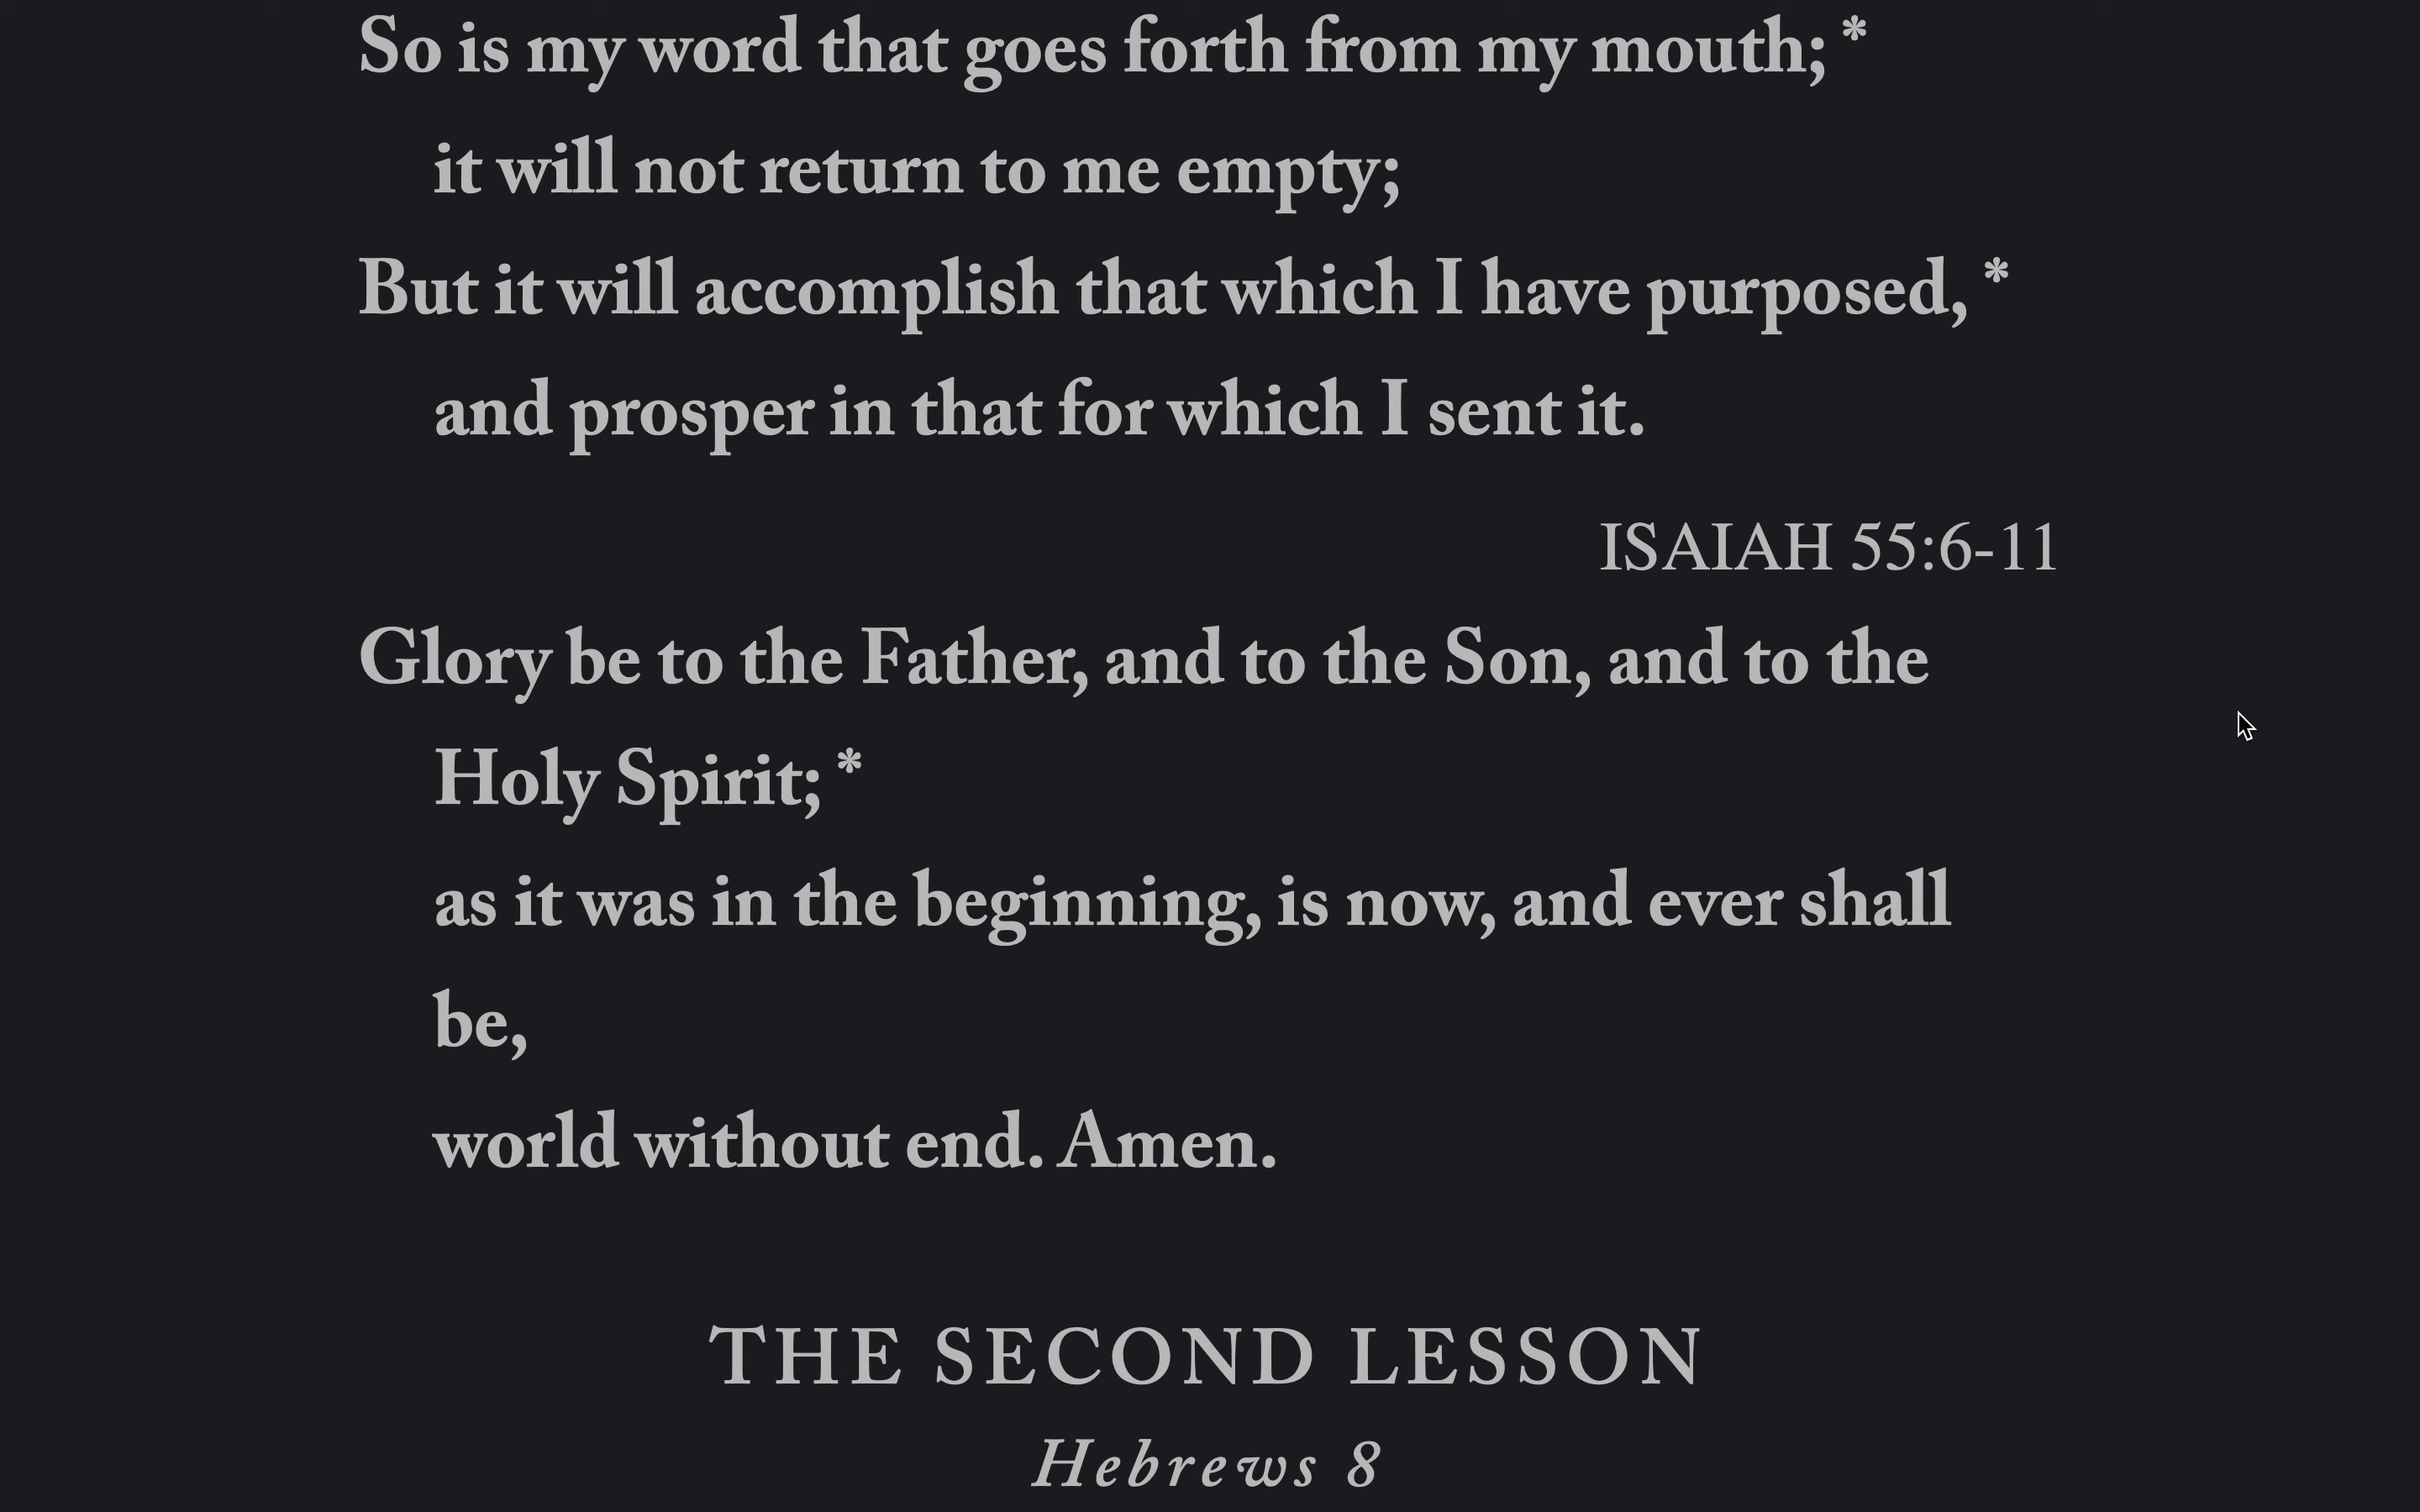 So is my word that goes forth from my mouth; *
it will not return to me empty;
But it will accomplish that which I have purposed, *
and prosper in that for which I sent it.
ISAIAH 55:6-11
Glory be to the Father, and to the Son, and to the
Holy Spirit; *
as it was in the beginning, is now, and ever shall
be,
world without end. Amen.
THE SECOND LESSON
Hebrews 8